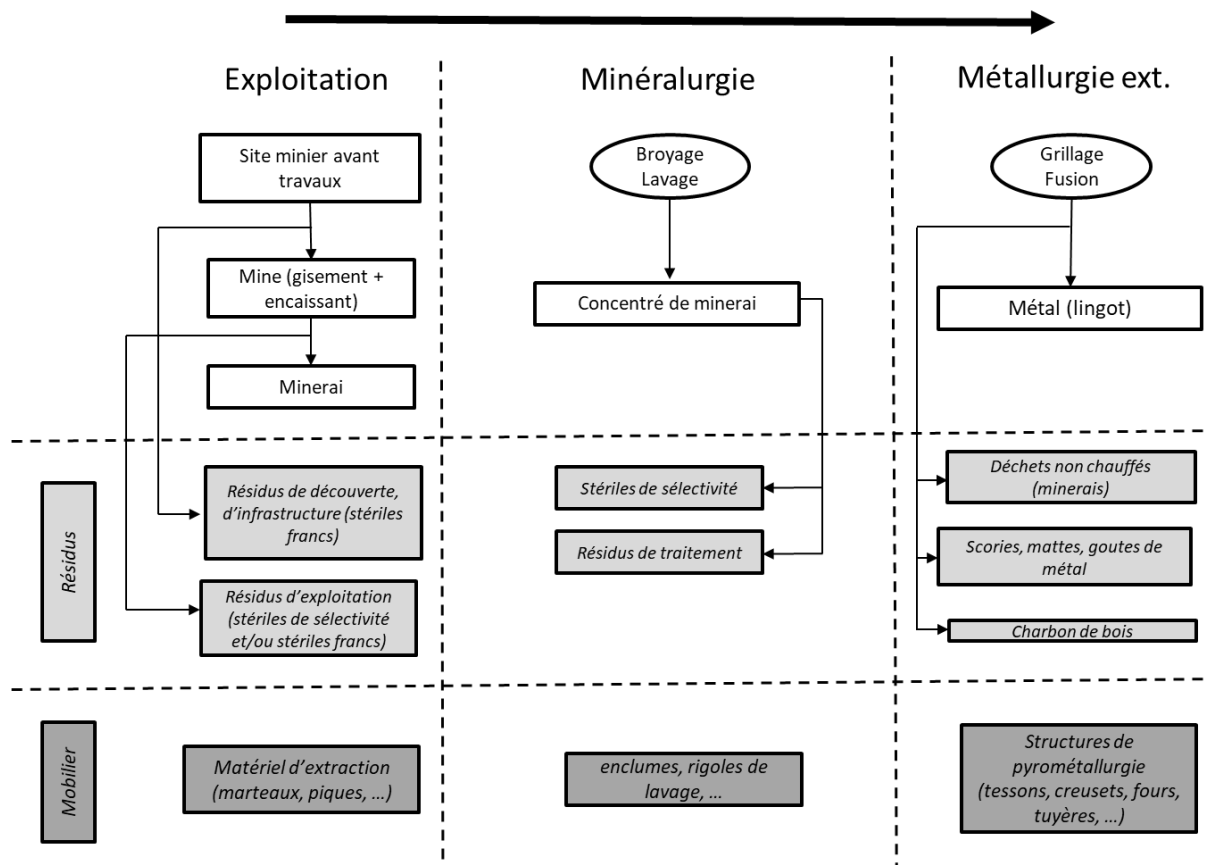 Exploitation
Minéralurgie
Métallurgie ext.
Site minier avant
travaux
Broyage
Lavage
Grillage
Fusion
Mine (gisement +
encaissant)
Concentré de minerai
Métal (lingot)
Minerai
Résidus
Résidus de découverte,
d'infrastructure (stériles
francs)
Résidus d'exploitation
(stériles de sélectivité
et/ou stériles francs)
Stériles de sélectivité
Résidus de traitement
Déchets non chauffés
(minerais)
Scories, mattes, goutes de
métal
Charbon de bois
Mobilier
Matériel d'extraction
(marteaux, piques, ...)
enclumes, rigoles de
lavage, ...
Structures de
pyrométallurgie
(tessons, creusets, fours,
tuyères, ...)